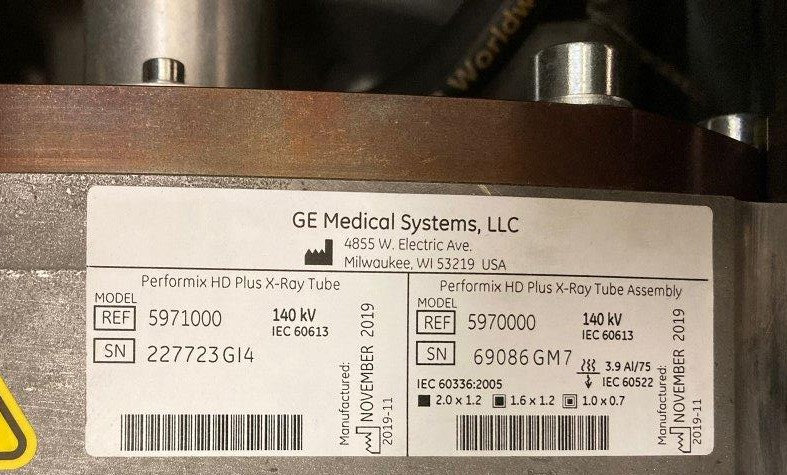 Worldw
GE Medical Systems, LLC
4855 W. Electric Ave.
Milwaukee, WI 53219 USA
Performix HD Plus X-Ray Tube
MODEL
REF 5971000 140 kV
IEC 60613
SN 227723GI4
Manufactured:
NOVEMBER 2019
2019-11
Performix HD Plus X-Ray Tube Assembly
MODEL
REF 5970000 140 kV
IEC 60613
SN 69086GM7
3.9 Al/75
IEC 60522
IEC 60336:2005
2.0 x 1.2 1.6 x 1.2 1.0 x 0.7
Manufactured:
NOVEMBER 2019
2019-11